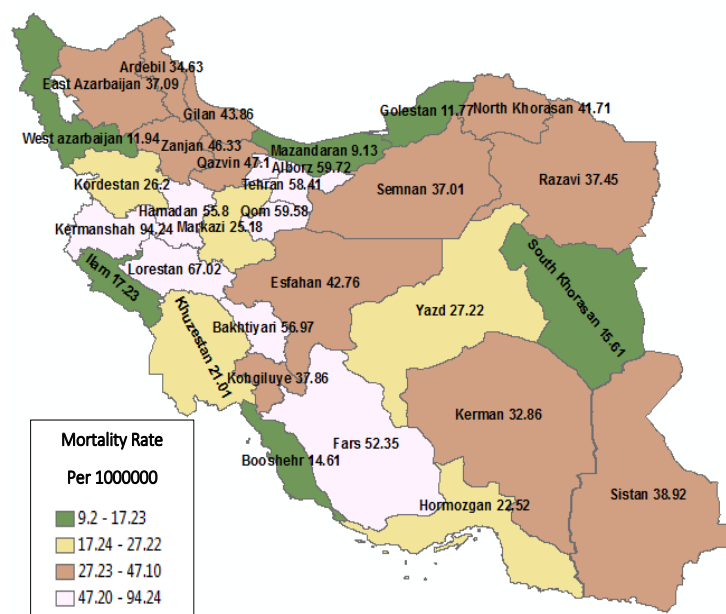 Ardebil 34.63
East Azarbaijan 37.09
Gilan 43.86
Golestan 11.77
North Khorasan 41.71
West azarbaijan 11.94
Zanjan 46.33
Mazandaran 9.13
Qazvin 47.1
Alborz 59.72
Kordestan 26.2
Tehran 58.41
Semnan 37.01
Razavi 37.45
Hamadan 55.8
Qom 59.58
Kermanshah 94.24
Markazi 25.18
Ilam 17.23
Lorestan 67.02
Esfahan 42.76
South Khorasan 15.61
Yazd 27.22
Khuzestan 21.01
Bakhtiyari 56.97
Kohgiluye 37.86
Kerman 32.86
Fars 52.35
Booshehr 14.61
Hormozgan 22.52
Sistan 38.92
Mortality Rate
Per 1000000
9.2 - 17.23
17.24 - 27.22
27.23 - 47.10
47.20 - 94.24